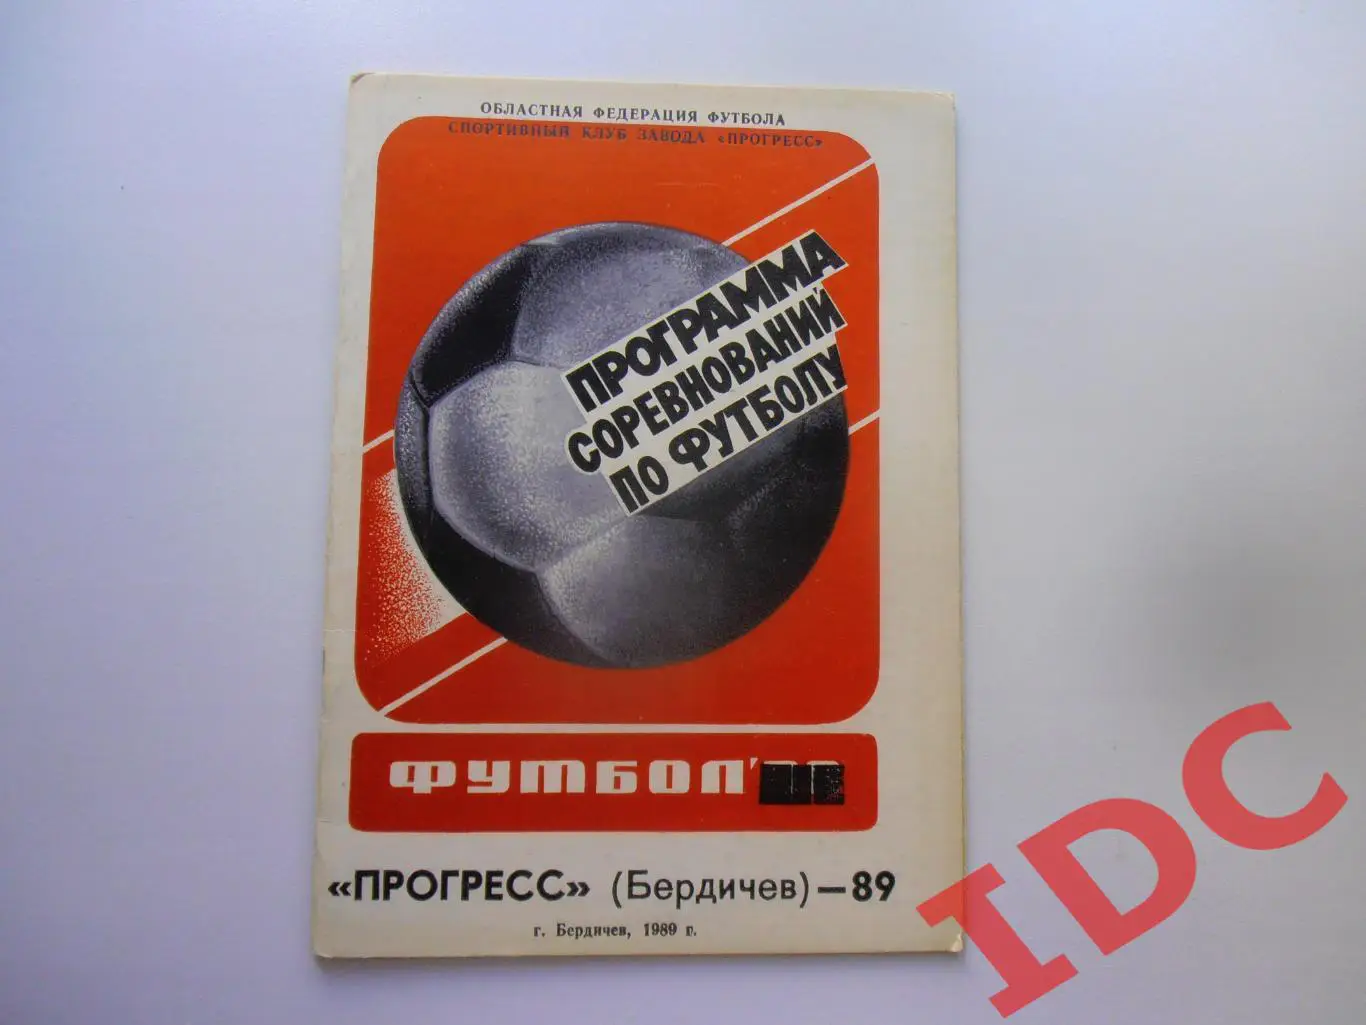 ОБЛАСТНАЯ ФЕДЕРАЦИЯ ФУТБОЛА
СПОРТИВНЫЙ КЛУБ ЗАВОДА «ПРОГРЕСС»
ПРОГРАММА
СОРЕВНОВАНИЙ
ПО ФУТБОЛУ
ФУТБОЛ'
«ПРОГРЕСС» (Бердичев) — 89
г. Бердичев, 1989 г.
IDC